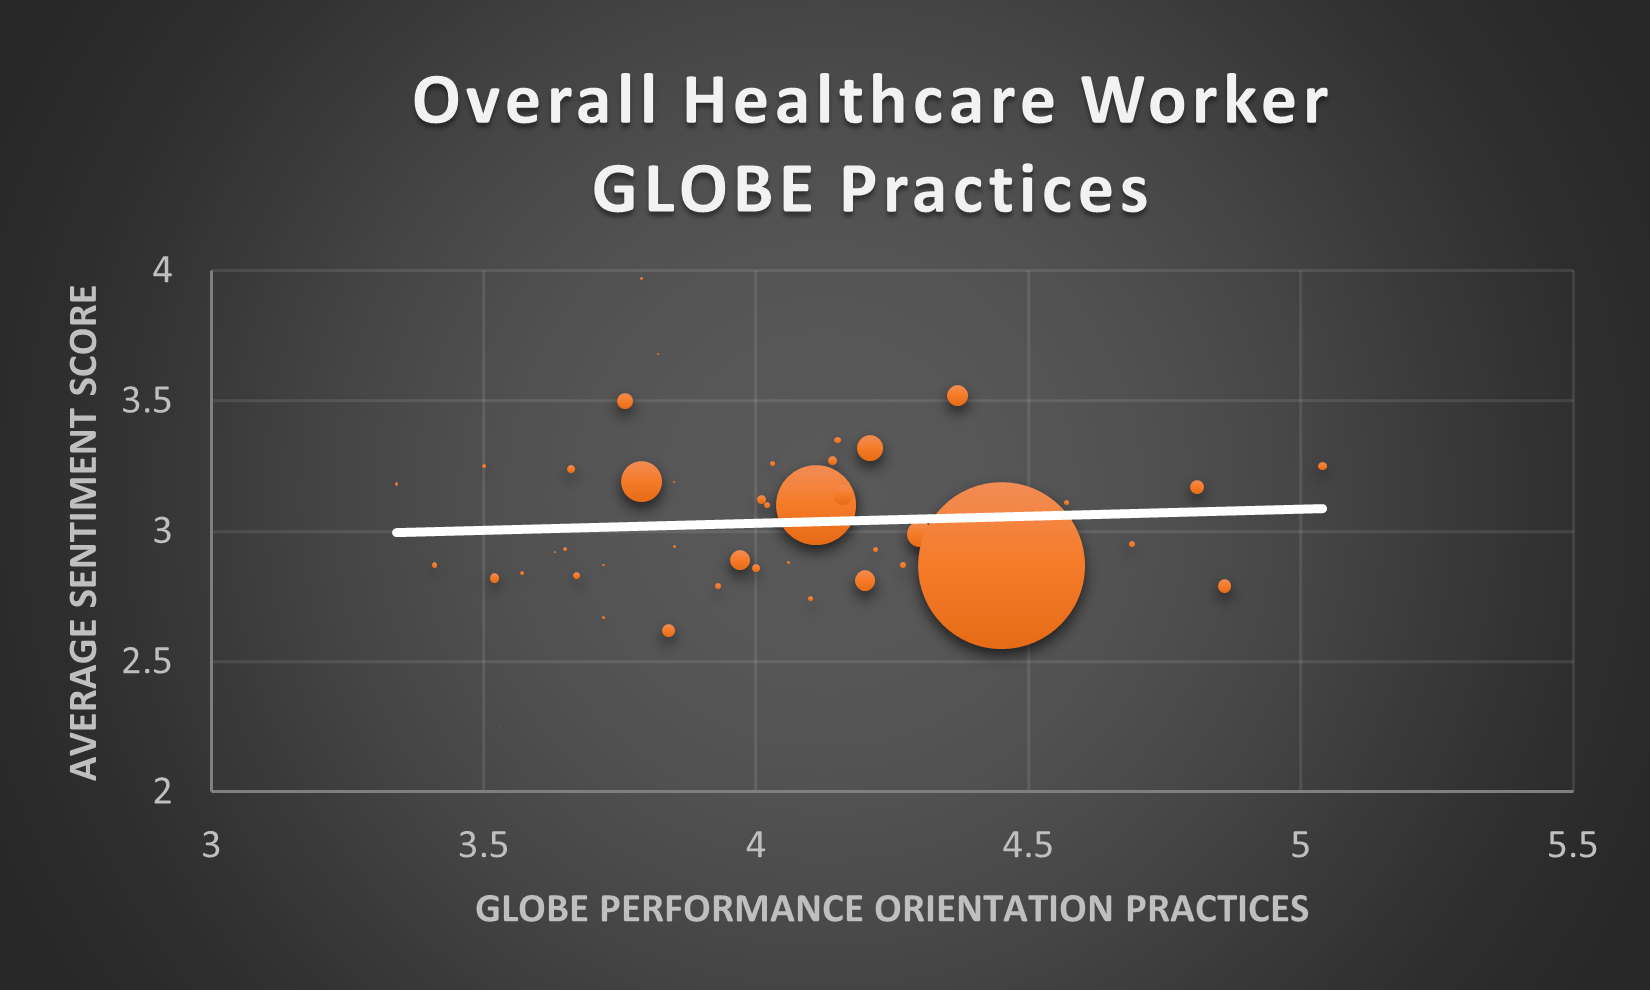 Overall Healthcare Worker
GLOBE Practices
AVERAGE SENTIMENT SCORE
4
3.5
3
2.5
2
3 3.5 4 4.5 5 5.5
GLOBE PERFORMANCE ORIENTATION PRACTICES